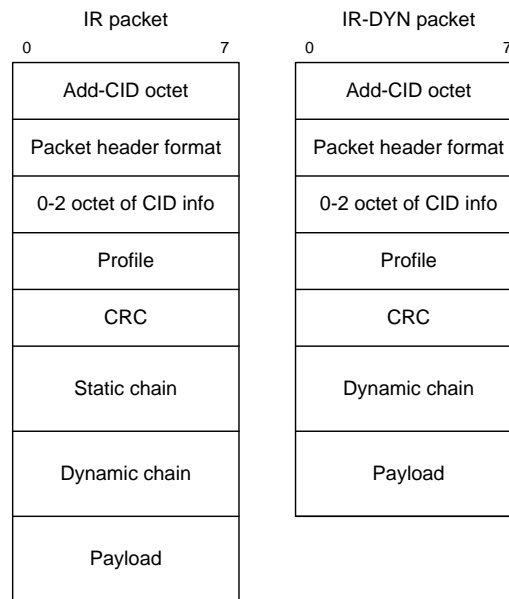 IR packet
0 7
Add-CID octet
Packet header format
0-2 octet of CID info
Profile
CRC
Static chain
Dynamic chain
Payload
IR-DYN packet
0 7
Add-CID octet
Packet header format
0-2 octet of CID info
Profile
CRC
Dynamic chain
Payload